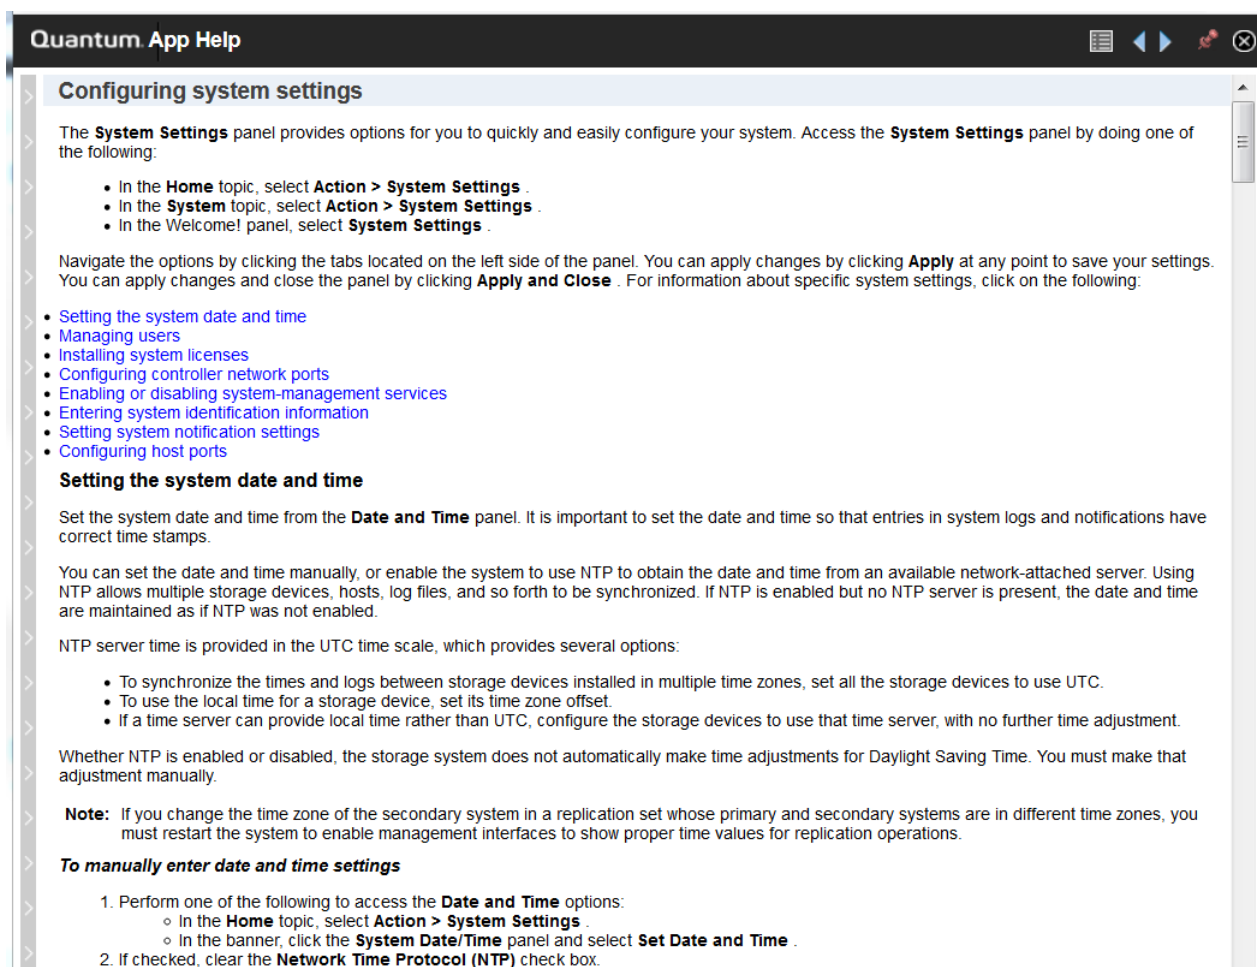 Quantum. App Help
Configuring system settings
The System Settings panel provides options for you to quickly and easily configure your system. Access the System Settings panel by doing one of
the following:
• In the Home topic, select Action > System Settings .
• In the System topic, select Action > System Settings .
• In the Welcome! panel, select System Settings .
Navigate the options by clicking the tabs located on the left side of the panel. You can apply changes by clicking Apply at any point to save your settings.
You can apply changes and close the panel by clicking Apply and Close . For information about specific system settings, click on the following:
• Setting the system date and time
• Managing users
• Installing system licenses
• Configuring controller network ports
• Enabling or disabling system-management services
• Entering system identification information
• Setting system notification settings
• Configuring host ports
Setting the system date and time
Set the system date and time from the Date and Time panel. It is important to set the date and time so that entries in system logs and notifications have
correct time stamps.
You can set the date and time manually, or enable the system to use NTP to obtain the date and time from an available network-attached server. Using
NTP allows multiple storage devices, hosts, log files, and so forth to be synchronized. If NTP is enabled but no NTP server is present, the date and time
are maintained as if NTP was not enabled.
NTP server time is provided in the UTC time scale, which provides several options:
• To synchronize the times and logs between storage devices installed in multiple time zones, set all the storage devices to use UTC.
• To use the local time for a storage device, set its time zone offset.
• If a time server can provide local time rather than UTC, configure the storage devices to use that time server, with no further time adjustment.
Whether NTP is enabled or disabled, the storage system does not automatically make time adjustments for Daylight Saving Time. You must make that
adjustment manually.
Note: If you change the time zone of the secondary system in a replication set whose primary and secondary systems are in different time zones, you
must restart the system to enable management interfaces to show proper time values for replication operations.
To manually enter date and time settings
1. Perform one of the following to access the Date and Time options:
○ In the Home topic, select Action > System Settings .
○ In the banner, click the System Date/Time panel and select Set Date and Time .
2. If checked, clear the Network Time Protocol (NTP) check box.